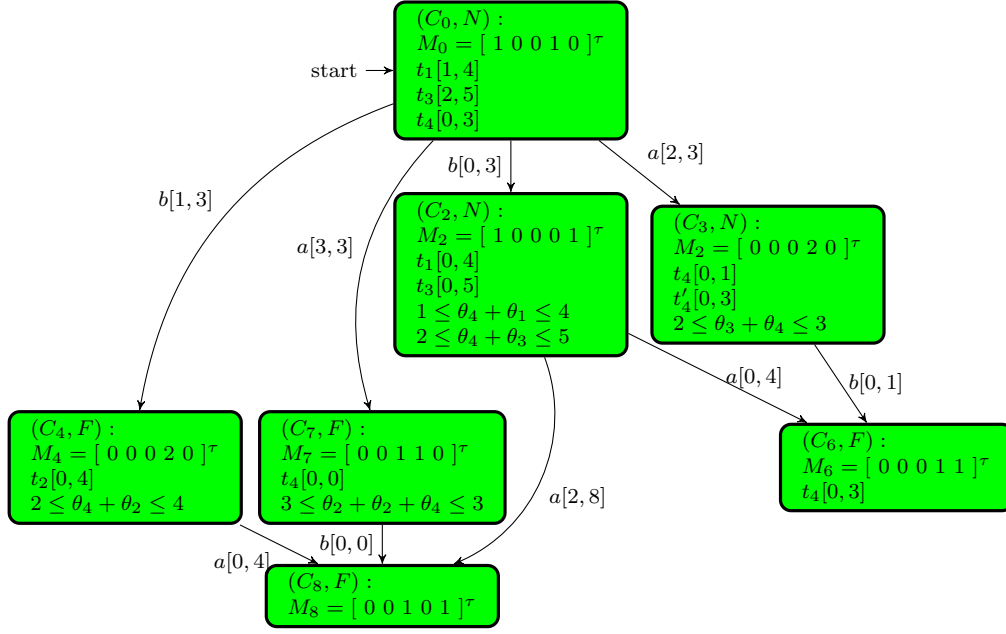 (C₀, N) :
M₀ = [ 1 0 0 1 0 ]^τ
start
t₁[1, 4]
t₃[2, 5]
t₄[0, 3]
b[1, 3]
a[3, 3]
b[0, 3]
a[2, 3]
(C₂, N) :
M₂ = [ 1 0 0 0 1 ]^τ
t₁[0, 4]
t₃[0, 5]
1 ≤ θ₄ + θ₁ ≤ 4
2 ≤ θ₄ + θ₃ ≤ 5
(C₃, N) :
M₂ = [ 0 0 0 2 0 ]^τ
t₄[0, 1]
t′₄[0, 3]
2 ≤ θ₃ + θ₄ ≤ 3
a[0, 4]
b[0, 1]
(C₄, F) :
M₄ = [ 0 0 0 2 0 ]^τ
t₂[0, 4]
2 ≤ θ₄ + θ₂ ≤ 4
(C₇, F) :
M₇ = [ 0 0 1 1 0 ]^τ
t₄[0, 0]
3 ≤ θ₂ + θ₂ + θ₄ ≤ 3
a[2, 8]
(C₆, F) :
M₆ = [ 0 0 0 1 1 ]^τ
t₄[0, 3]
a[0, 4]
b[0, 0]
(C₈, F) :
M₈ = [ 0 0 1 0 1 ]^τ